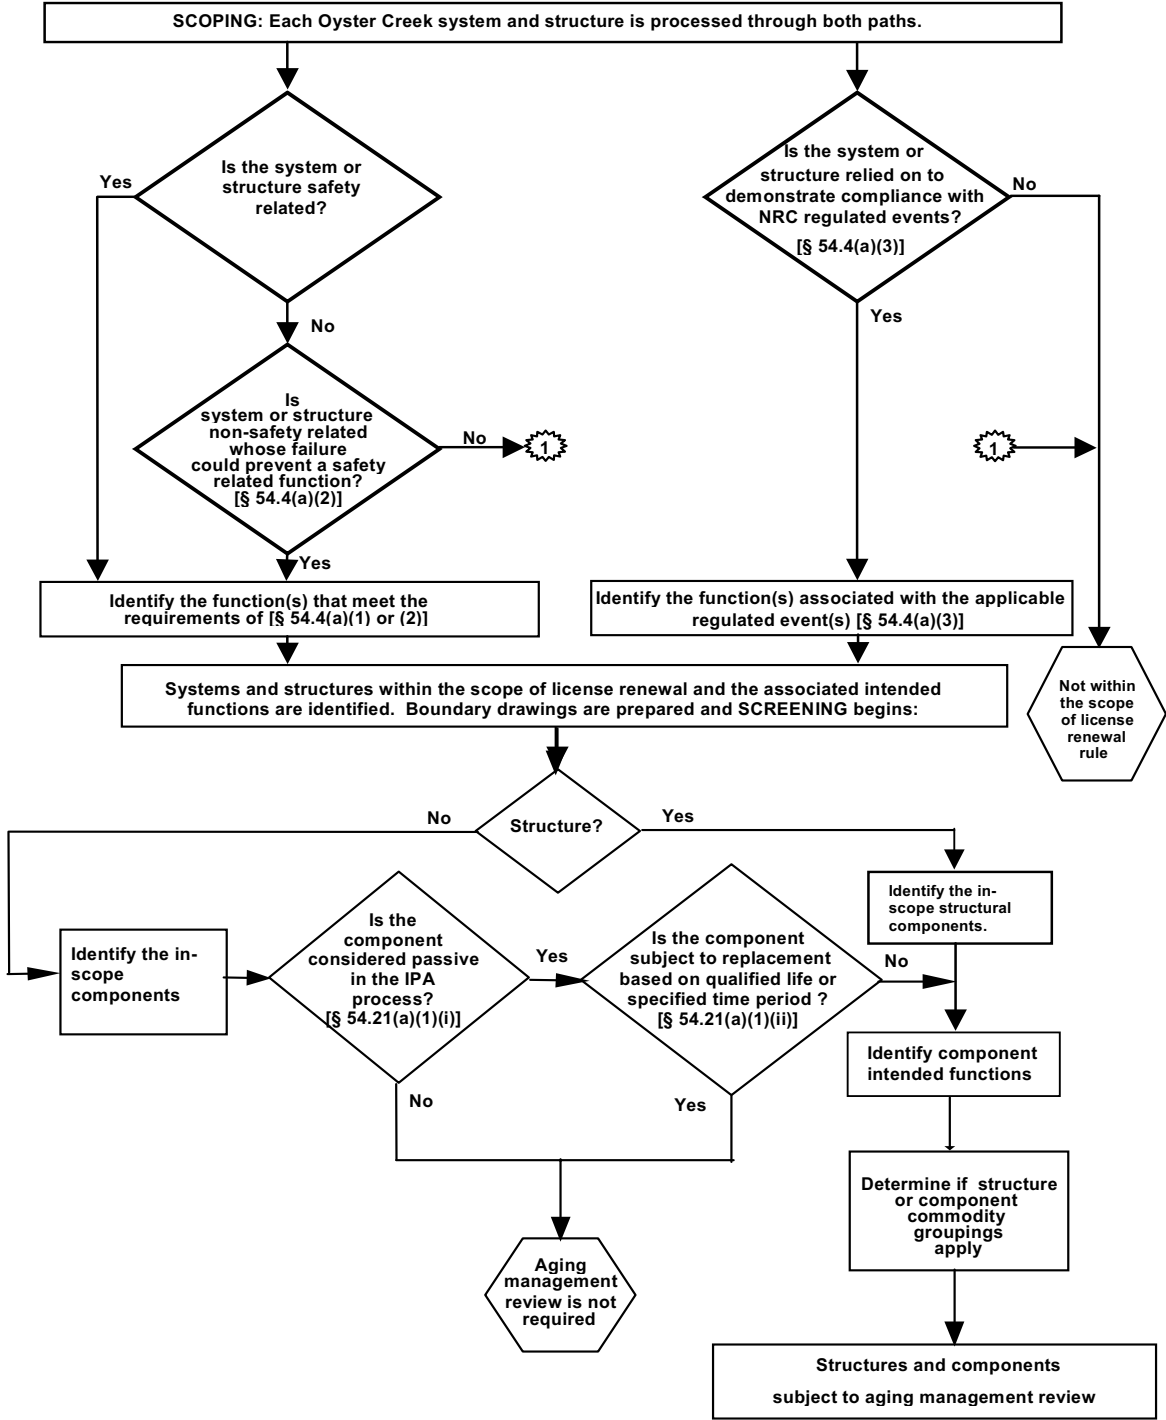 SCOPING: Each Oyster Creek system and structure is processed through both paths.
Is the system or
structure safety
related?
Yes
No
Is the system or
structure relied on to
demonstrate compliance with
NRC regulated events?
[§ 54.4(a)(3)]
No
Yes
Is
system or structure
non-safety related
whose failure
could prevent a safety
related function?
[§ 54.4(a)(2)]
No
1
1
Yes
Identify the function(s) that meet the
requirements of [§ 54.4(a)(1) or (2)]
Identify the function(s) associated with the applicable
regulated event(s) [§ 54.4(a)(3)]
Not within
the scope
of license
renewal
rule
Systems and structures within the scope of license renewal and the associated intended
functions are identified. Boundary drawings are prepared and SCREENING begins:
Structure?
No
Yes
Identify the in-
scope structural
components.
Identify the in-
scope
components
Is the
component
considered passive
in the IPA
process?
[§ 54.21(a)(1)(i)]
Yes
No
Is the component
subject to replacement
based on qualified life or
specified time period ?
[§ 54.21(a)(1)(ii)]
No
Yes
Identify component
intended functions
Determine if structure
or component
commodity
groupings
apply
Aging
management
review is not
required
Structures and components
subject to aging management review